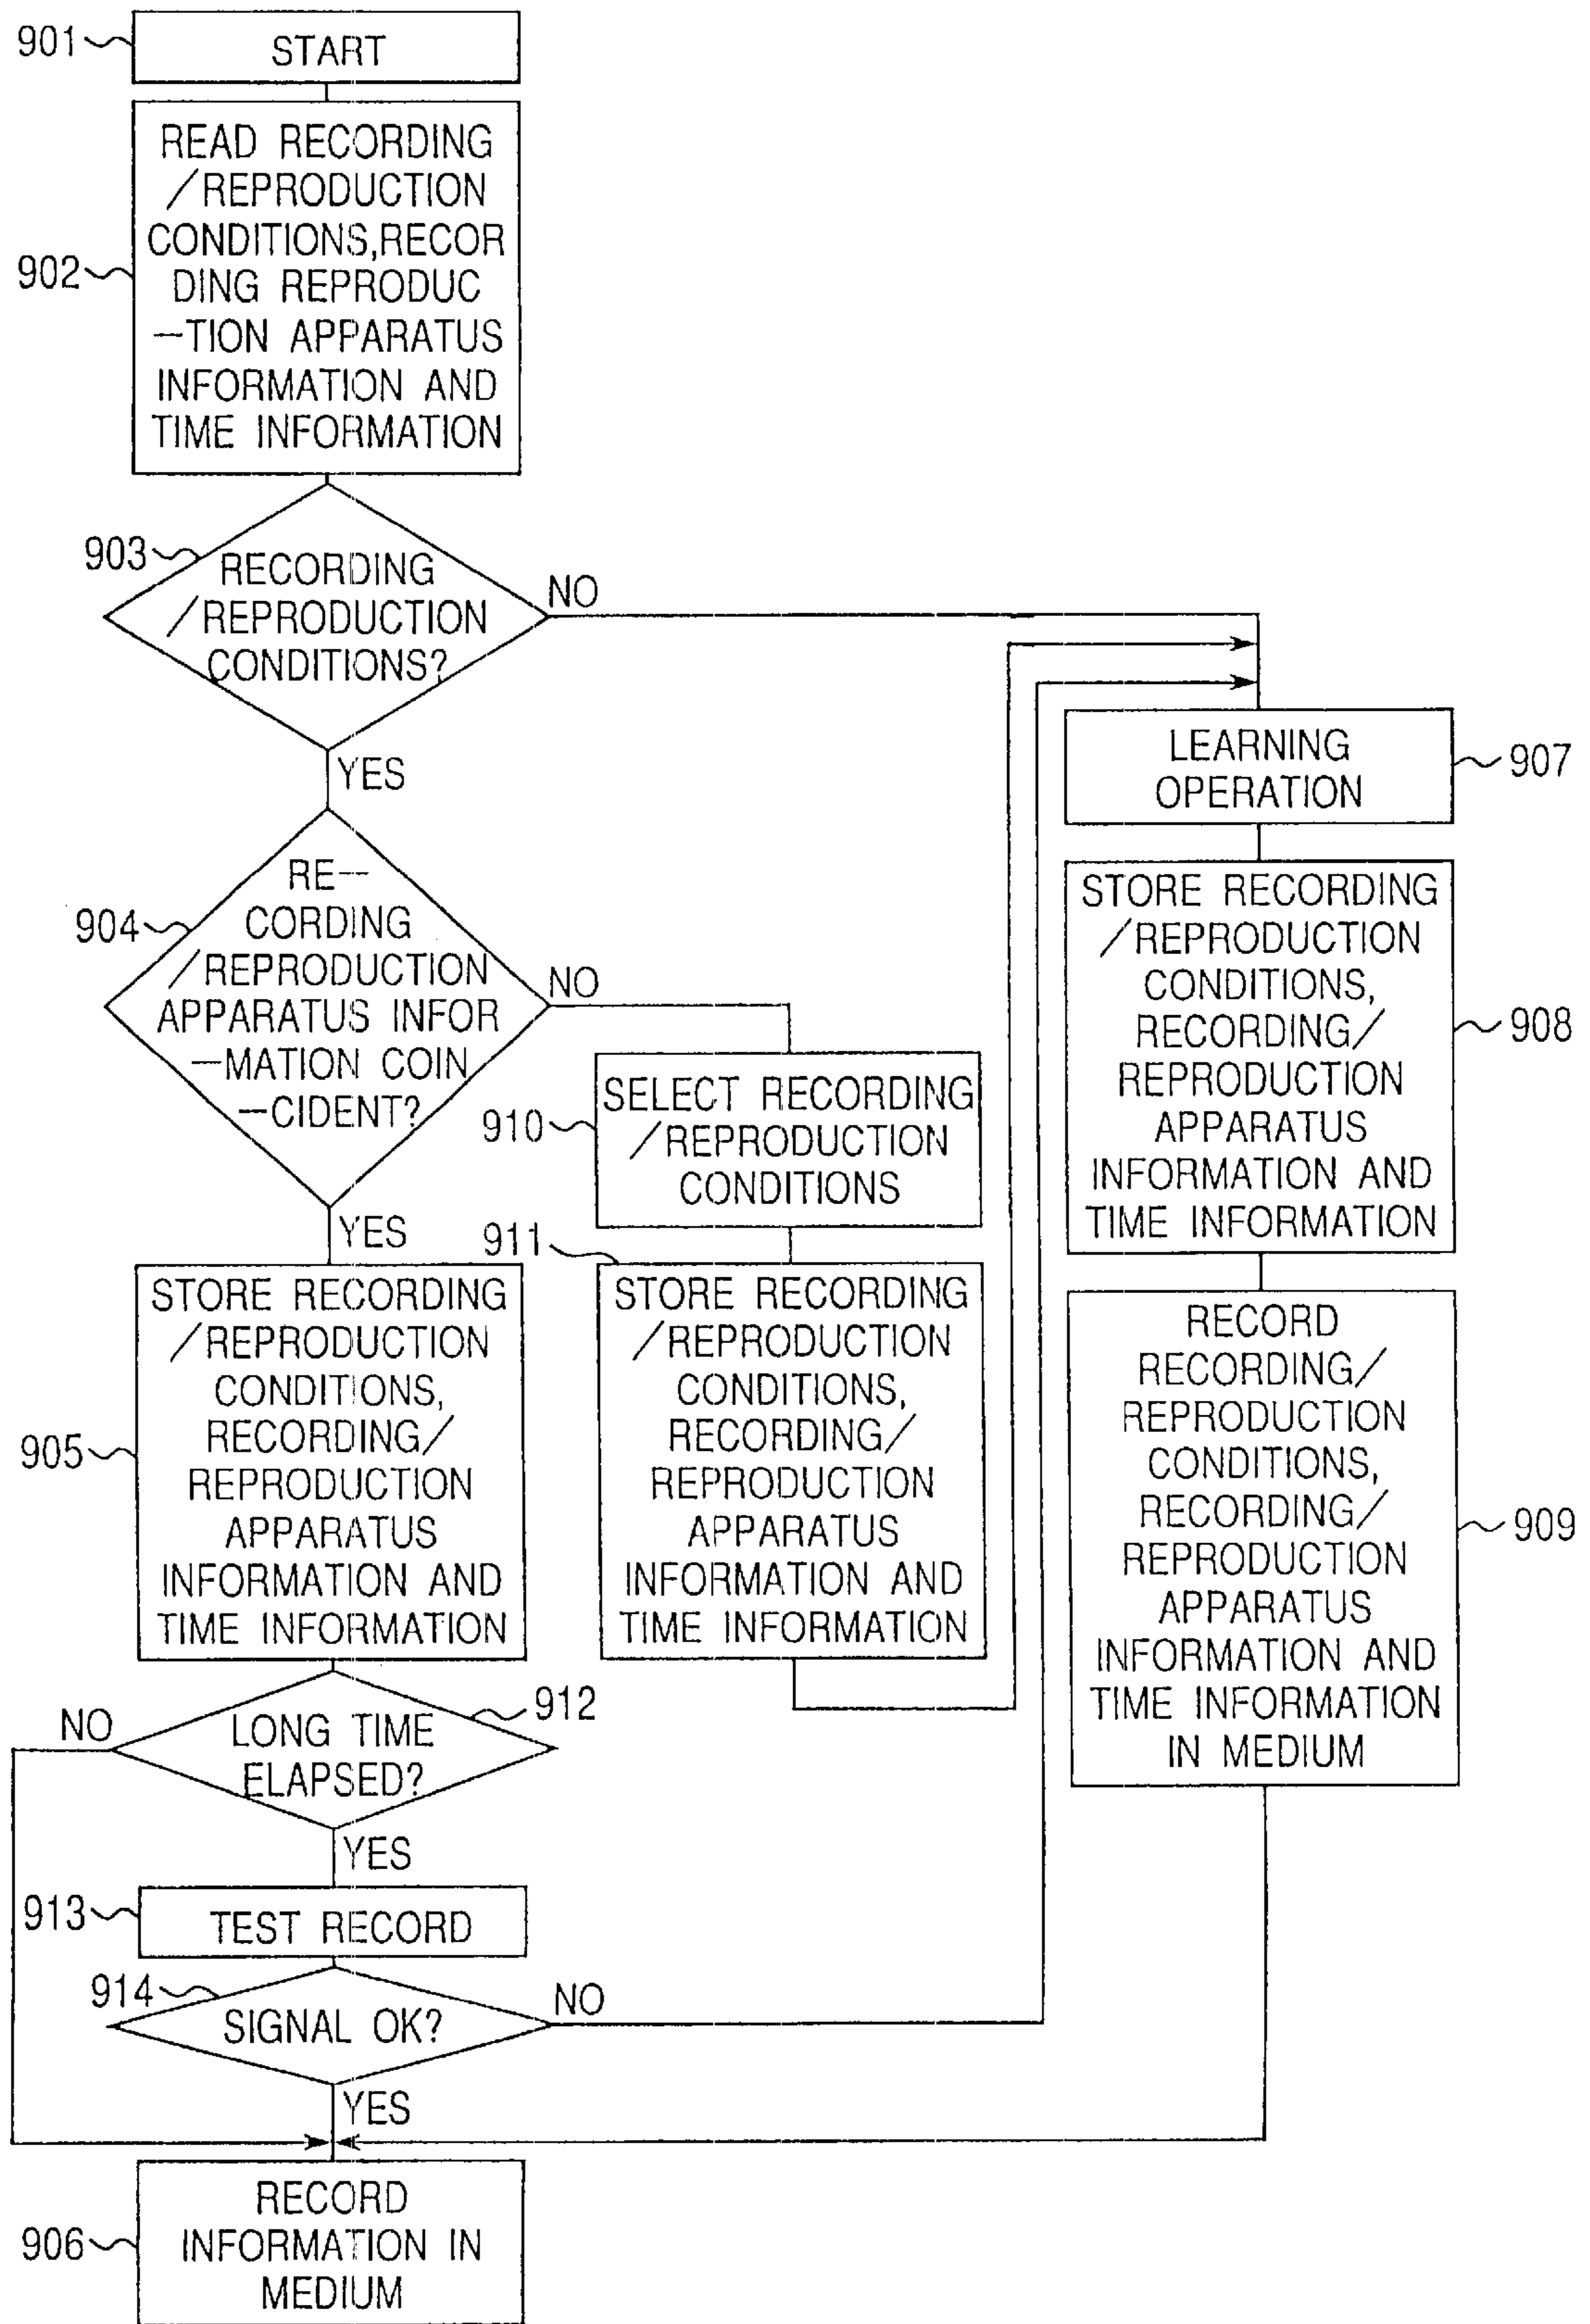 901
START
902
READ RECORDING
/REPRODUCTION
CONDITIONS,RECOR
DING REPRODUC
-TION APPARATUS
INFORMATION AND
TIME INFORMATION
903
RECORDING
/REPRODUCTION
CONDITIONS?
NO
YES
904
RE-
CORDING
/REPRODUCTION
APPARATUS INFOR
-MATION COIN
-CIDENT?
NO
YES
905
STORE RECORDING
/REPRODUCTION
CONDITIONS,
RECORDING/
REPRODUCTION
APPARATUS
INFORMATION AND
TIME INFORMATION
910
SELECT RECORDING
/REPRODUCTION
CONDITIONS
911
STORE RECORDING
/REPRODUCTION
CONDITIONS,
RECORDING/
REPRODUCTION
APPARATUS
INFORMATION AND
TIME INFORMATION
LEARNING
OPERATION
907
STORE RECORDING
/REPRODUCTION
CONDITIONS,
RECORDING/
REPRODUCTION
APPARATUS
INFORMATION AND
TIME INFORMATION
908
RECORD
RECORDING/
REPRODUCTION
CONDITIONS,
RECORDING/
REPRODUCTION
APPARATUS
INFORMATION AND
TIME INFORMATION
IN MEDIUM
909
912
LONG TIME
ELAPSED?
NO
YES
913
TEST RECORD
914
SIGNAL OK?
NO
YES
906
RECORD
INFORMATION IN
MEDIUM